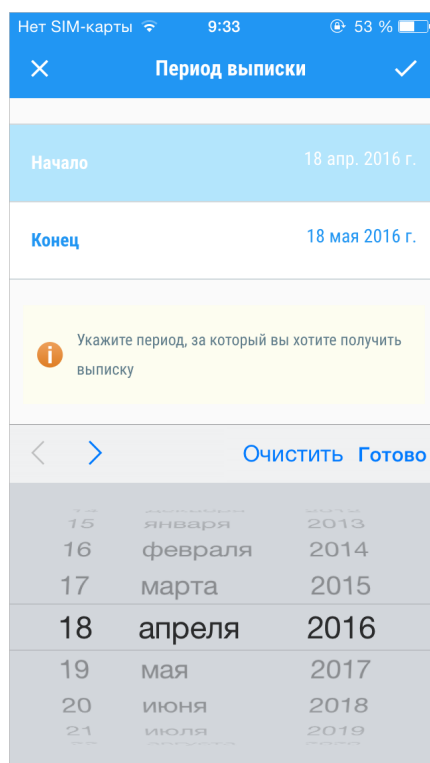 Нет SIM-карты 9:33 53 %
Период выписки
Начало 18 апр. 2016 г.
Конец 18 мая 2016 г.
Укажите период, за который вы хотите получить
выписку
Очистить Готово
15 января 2013
16 февраля 2014
17 марта 2015
18 апреля 2016
19 мая 2017
20 июня 2018
21 июля 2019